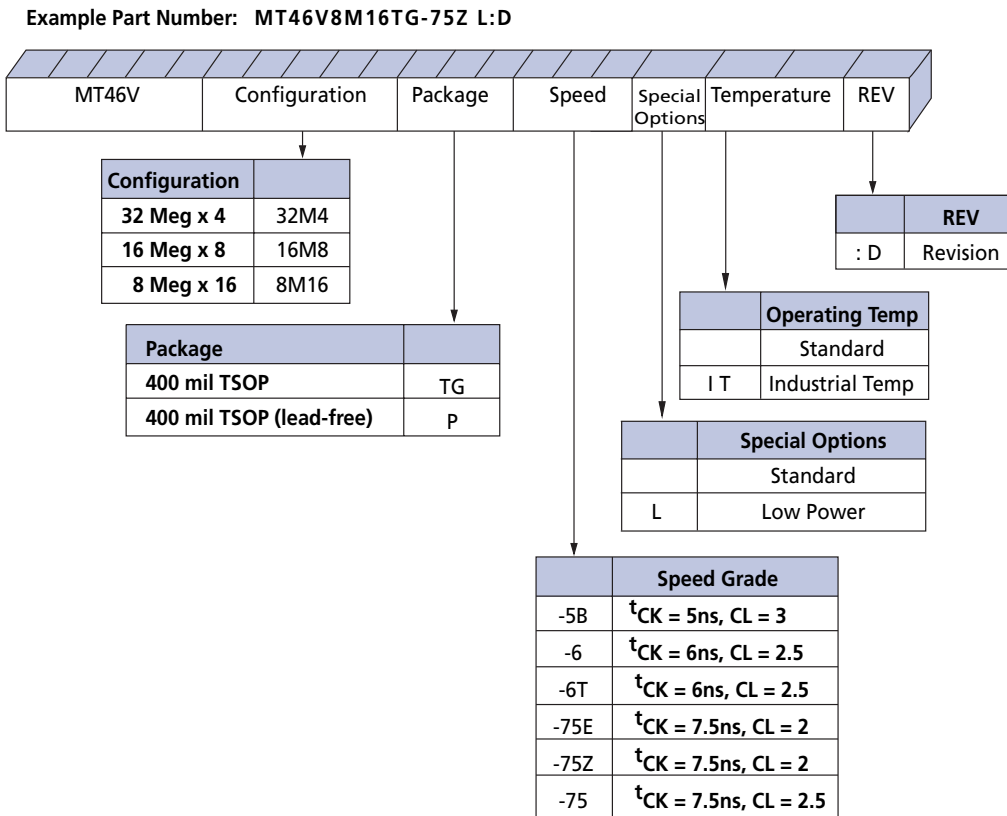 Example Part Number: MT46V8M16TG-75Z L:D
MT46V Configuration Package Speed Special Options Temperature REV
Configuration
32 Meg x 4 32M4
16 Meg x 8 16M8
8 Meg x 16 8M16
Package
400 mil TSOP TG
400 mil TSOP (lead-free) P
REV
: D Revision
Operating Temp
Standard
I T Industrial Temp
Special Options
Standard
L Low Power
Speed Grade
-5B tCK = 5ns, CL = 3
-6 tCK = 6ns, CL = 2.5
-6T tCK = 6ns, CL = 2.5
-75E tCK = 7.5ns, CL = 2
-75Z tCK = 7.5ns, CL = 2
-75 tCK = 7.5ns, CL = 2.5